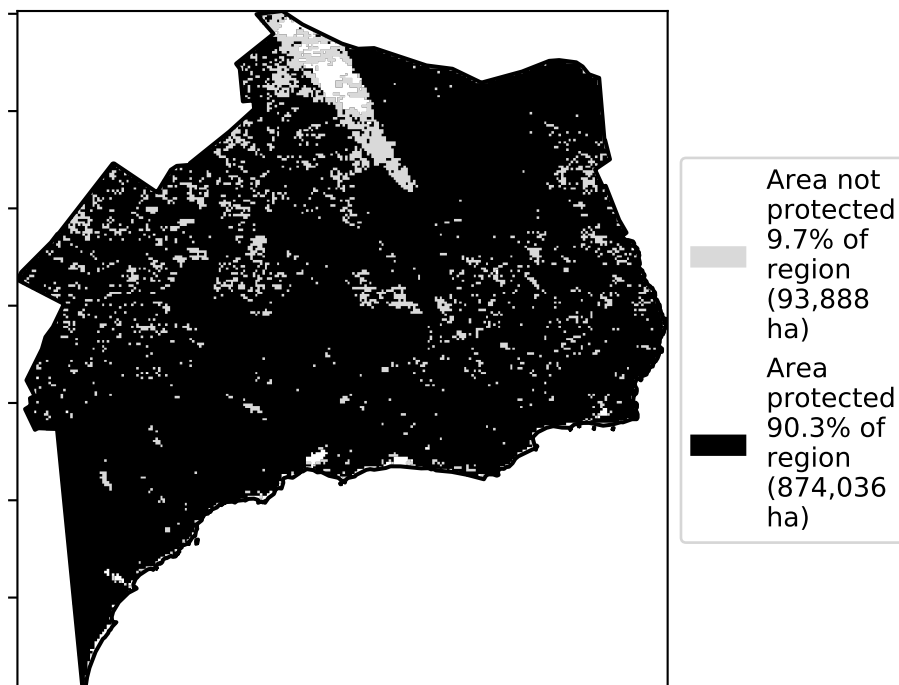 Area not
protected
9.7% of
region
(93,888
ha)
Area
protected
90.3% of
region
(874,036
ha)